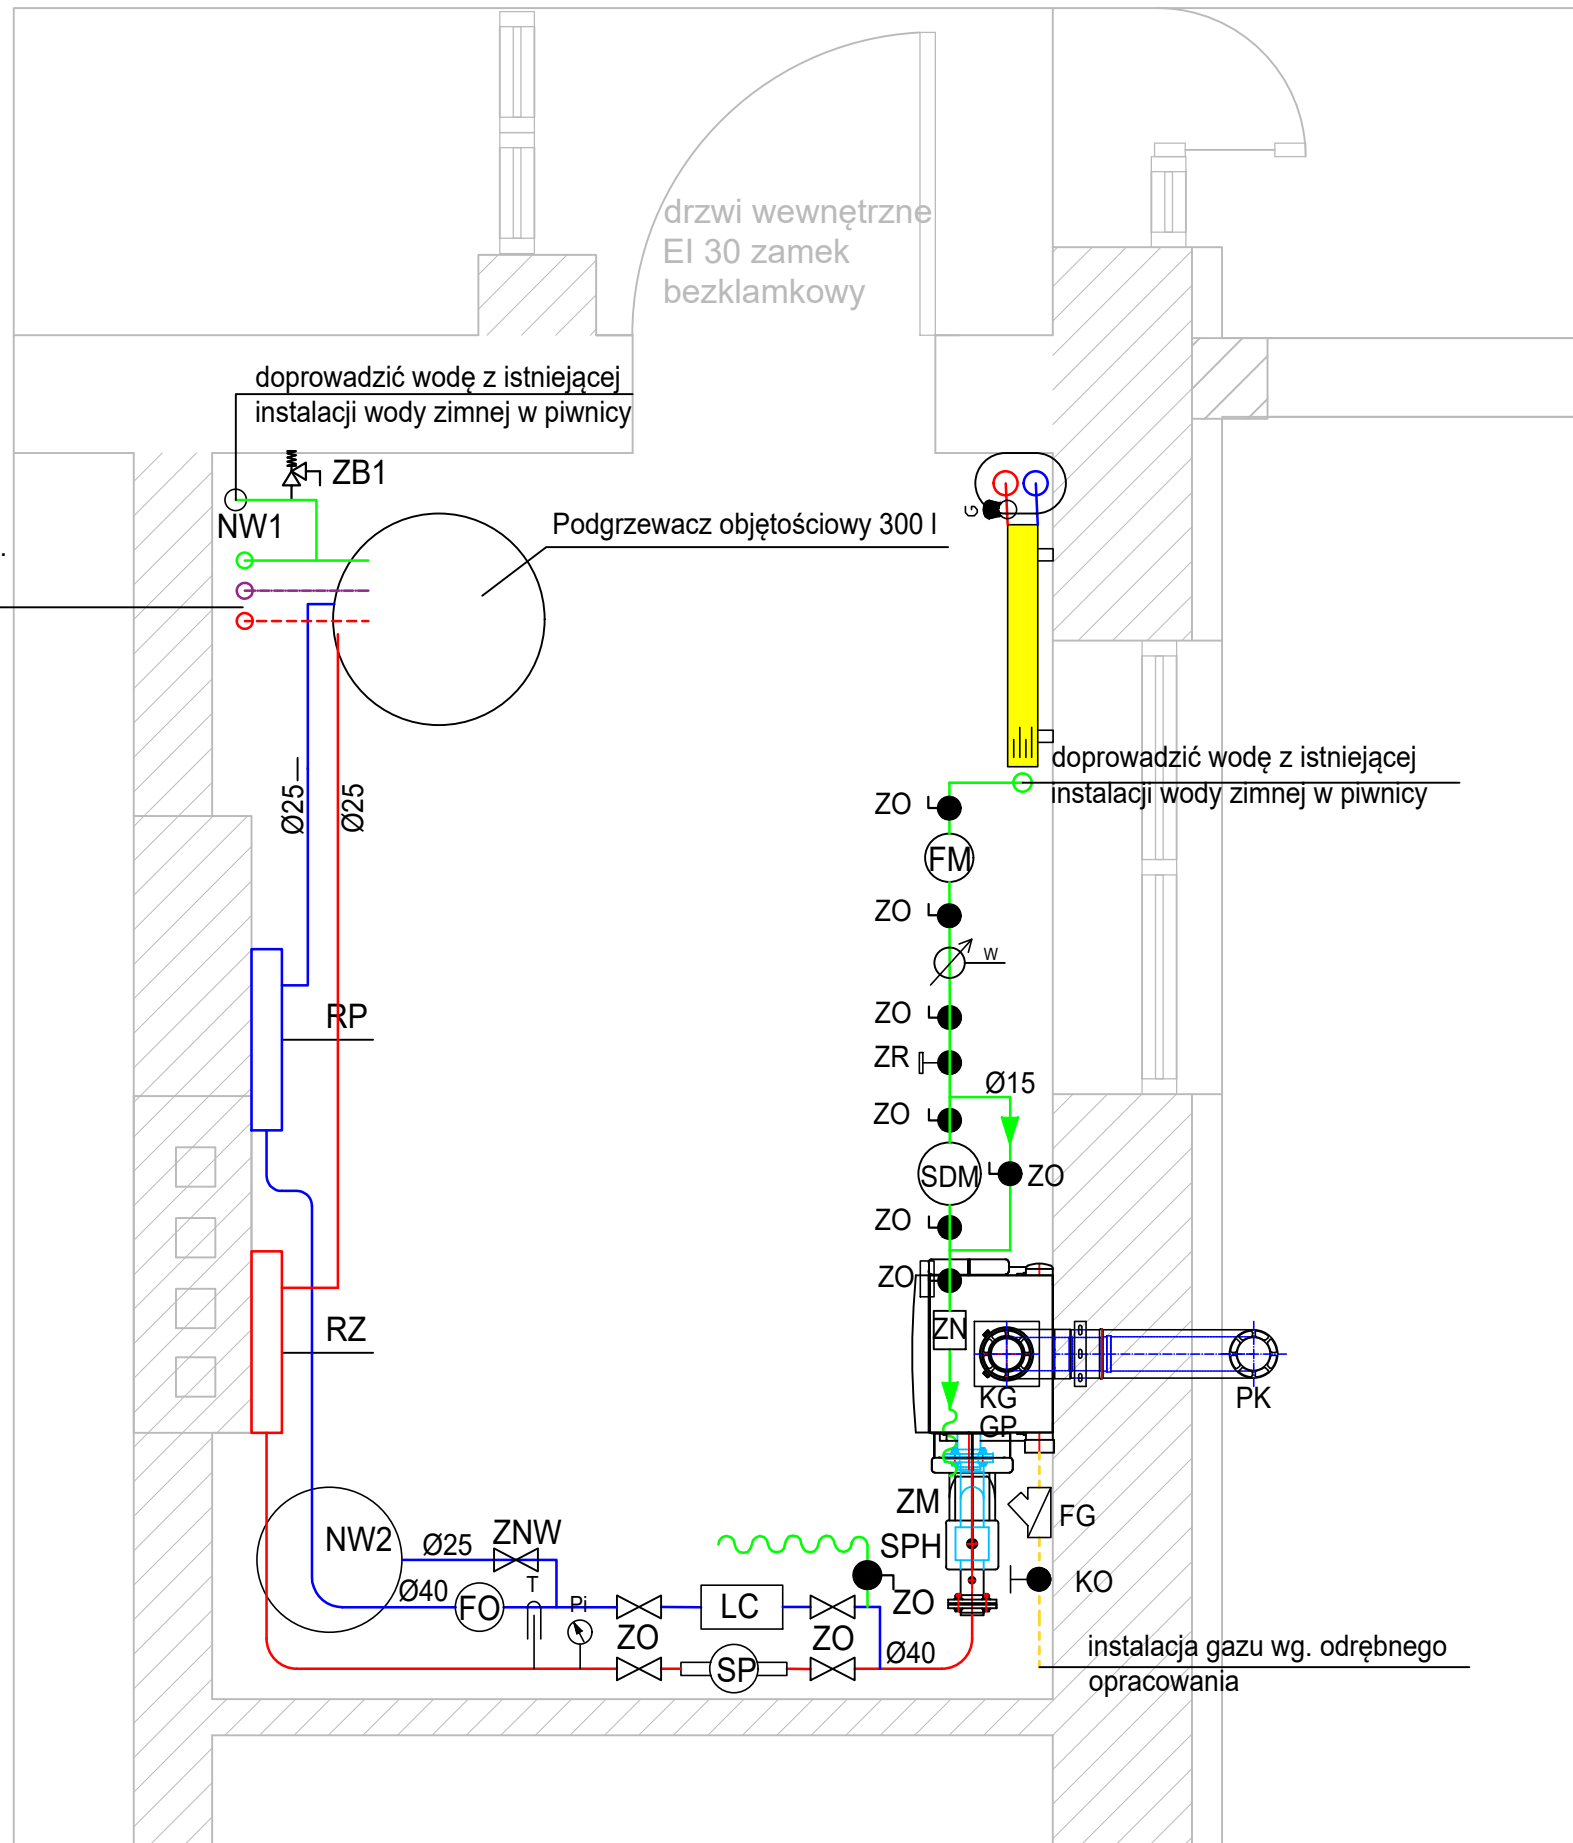 drzwi wewnętrzne
EI 30 zamek
bezklamkowy
doprowadzić wodę z istniejącej
instalacji wody zimnej w piwnicy
ZB1
NW1
G
Podgrzewacz objętościowy 300 l
.
doprowadzić wodę z istniejącej
instalacji wody zimnej w piwnicy
Ø25
Ø25
ZO
FM
ZO
W
RP
ZO
ZR
Ø15
ZO
SDM
ZO
ZO
ZO
RZ
ZN
KG
PK
GP
ZM
FG
NW2
Ø25
ZNW
SPH
T
Ø40
FO
Pi
LC
ZO
KO
ZO
ZO
Ø40
SP
instalacja gazu wg. odrębnego
opracowania